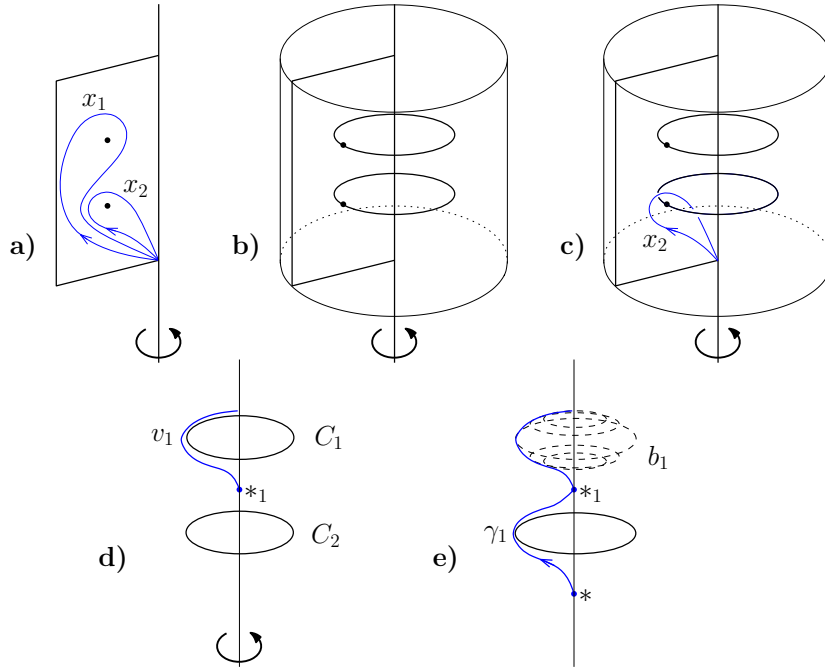 x₁
x₂
a)
b)
x₂
c)
v₁
C₁
*₁
C₂
d)
b₁
*₁
γ₁
*
e)